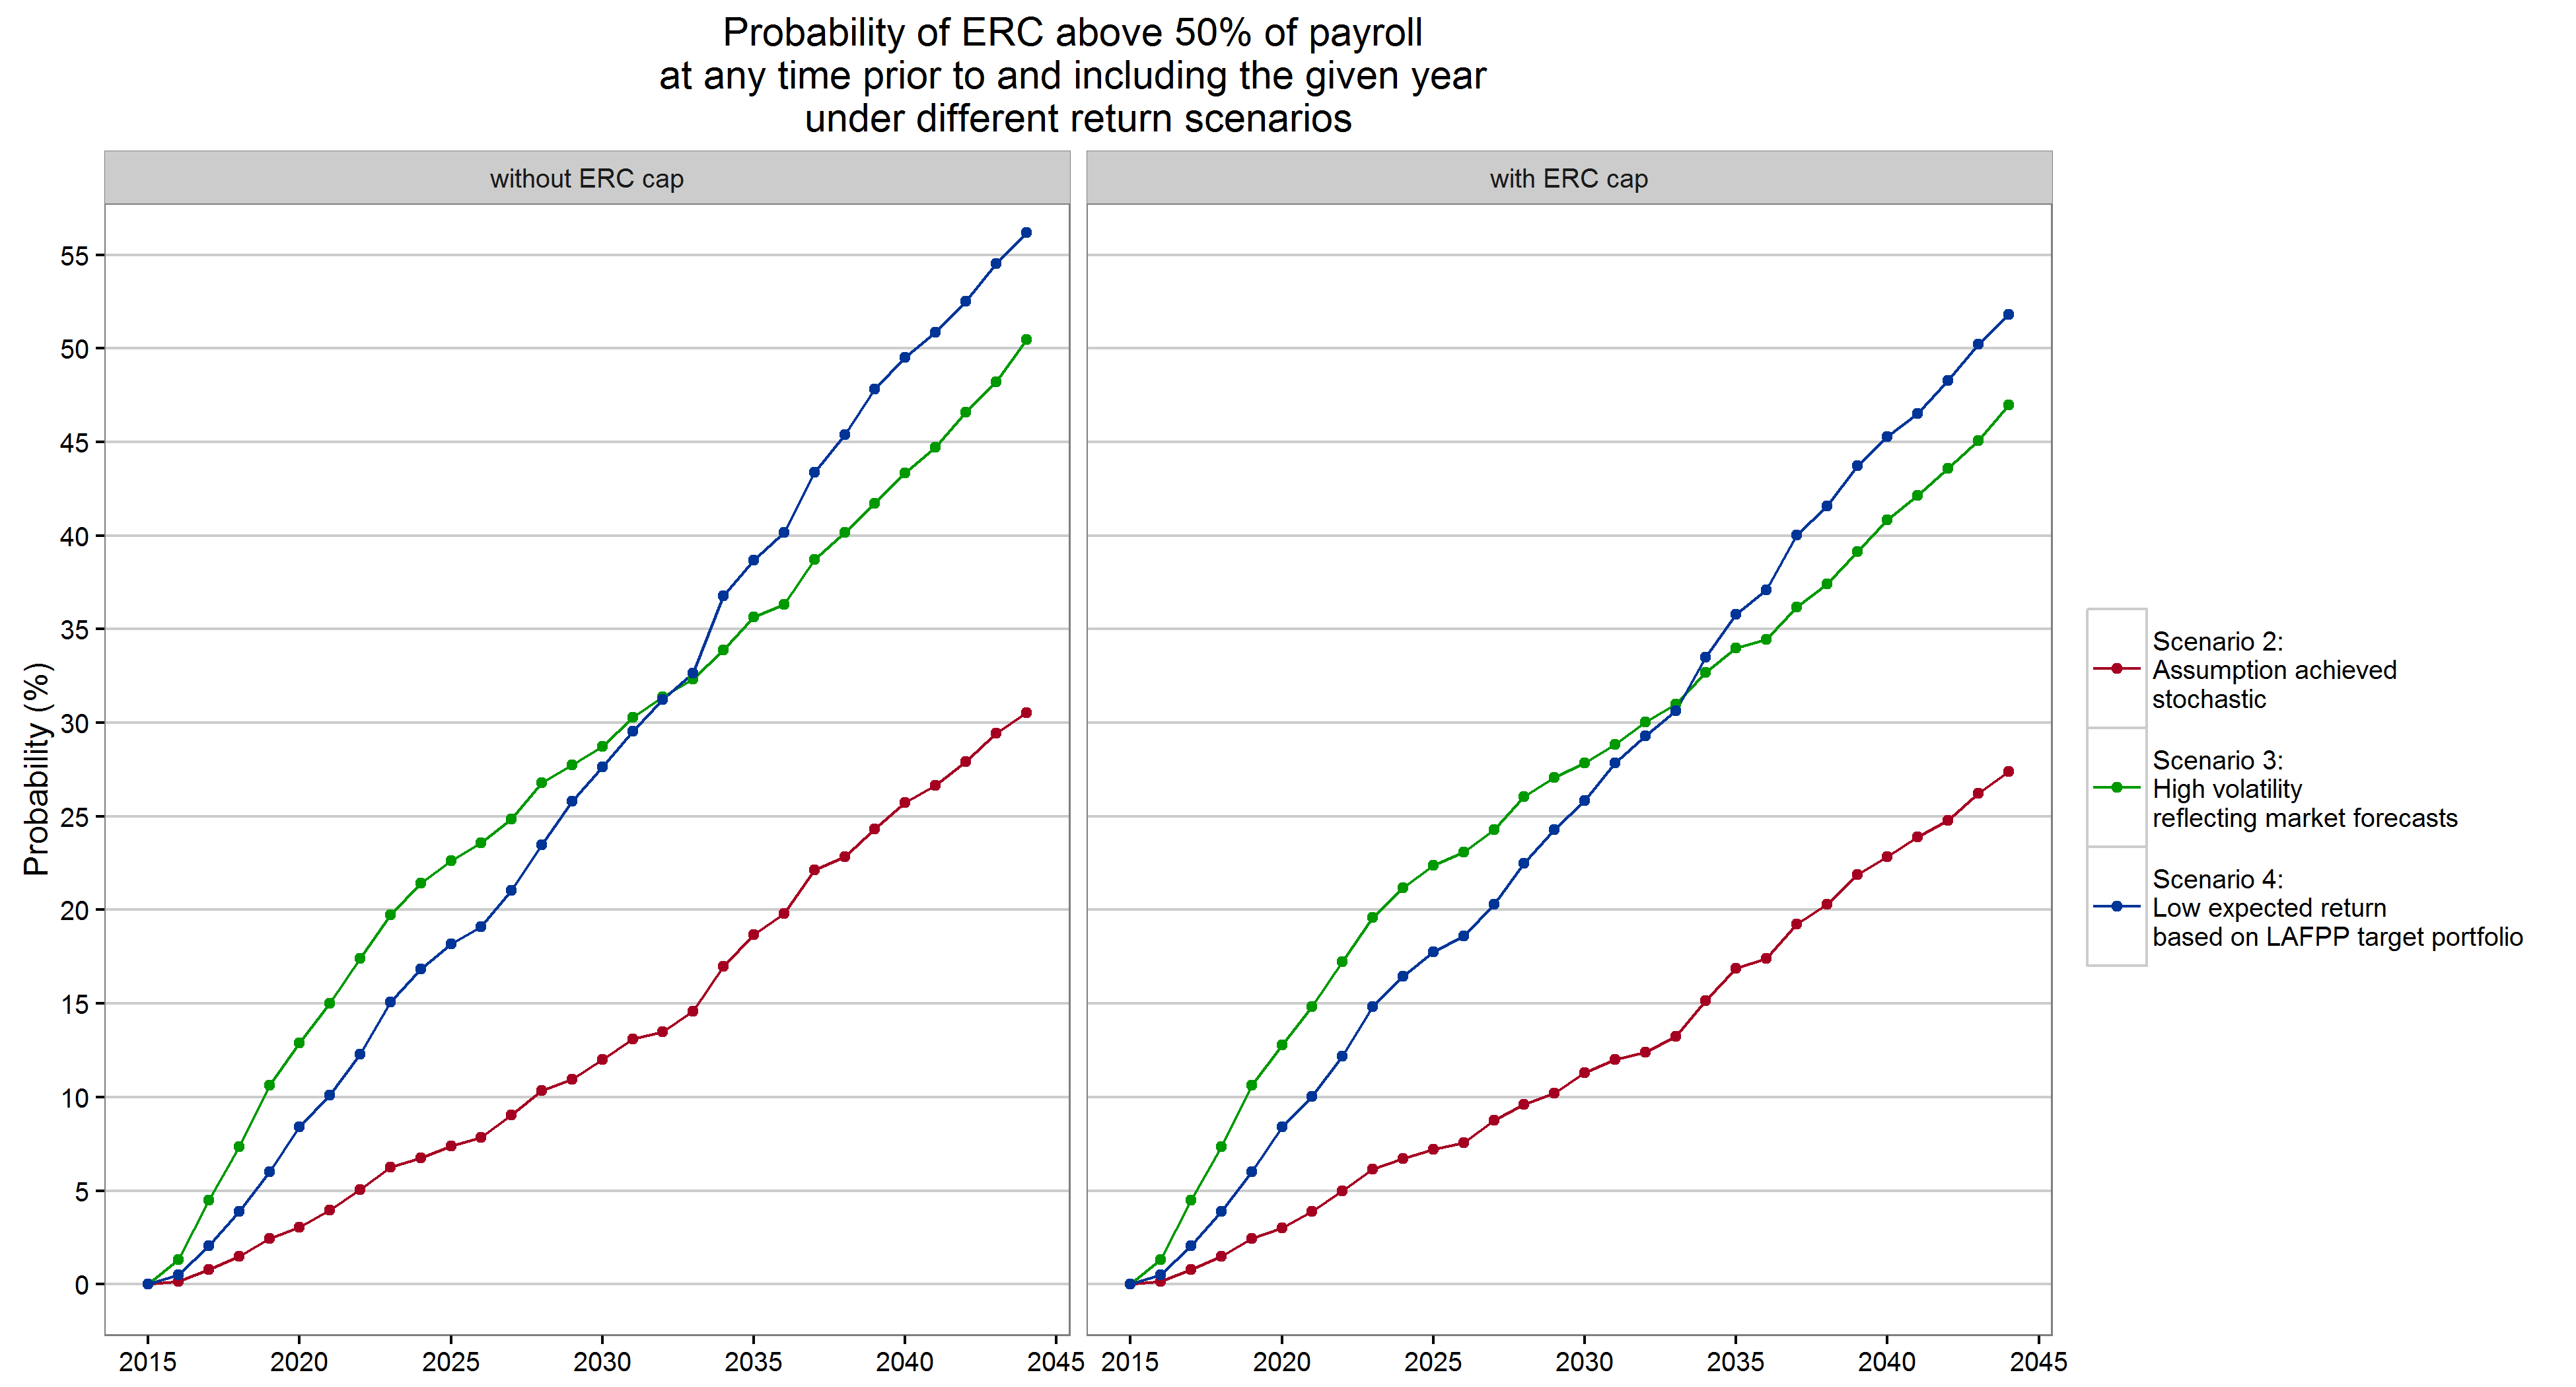 Probability of ERC above 50% of payroll
at any time prior to and including the given year
under different return scenarios
without ERC cap
with ERC cap
Probability (%)
55
50
45
40
35
30
25
20
15
10
5
0
2015 2020 2025 2030 2035 2040 2045
2015 2020 2025 2030 2035 2040 2045
Scenario 2:
Assumption achieved
stochastic
Scenario 3:
High volatility
reflecting market forecasts
Scenario 4:
Low expected return
based on LAFPP target portfolio